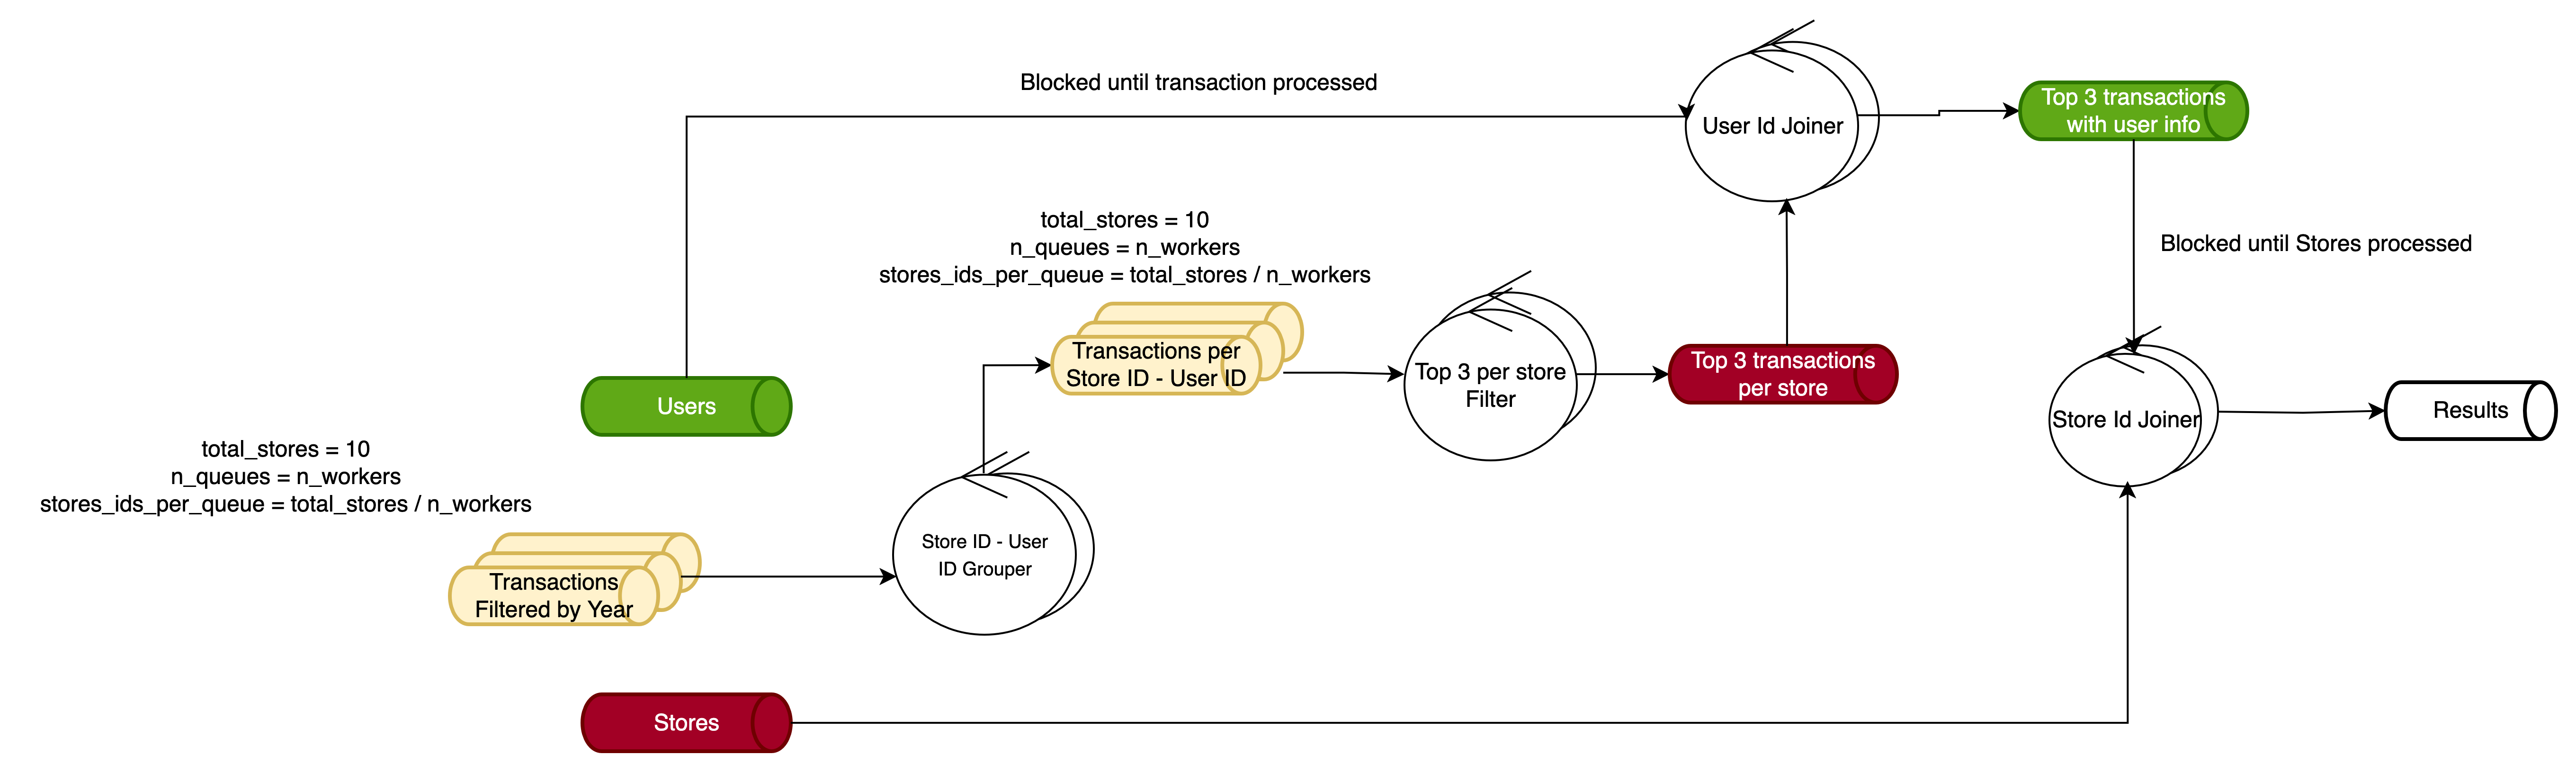 Blocked until transaction processed
User Id Joiner
Top 3 transactions
with user info
total_stores = 10
n_queues = n_workers
stores_ids_per_queue = total_stores / n_workers
Blocked until Stores processed
Transactions per
Store ID - User ID
Top 3 per store
Filter
Top 3 transactions
per store
Users
Store Id Joiner
Results
total_stores = 10
n_queues = n_workers
stores_ids_per_queue = total_stores / n_workers
Store ID - User
ID Grouper
Transactions
Filtered by Year
Stores